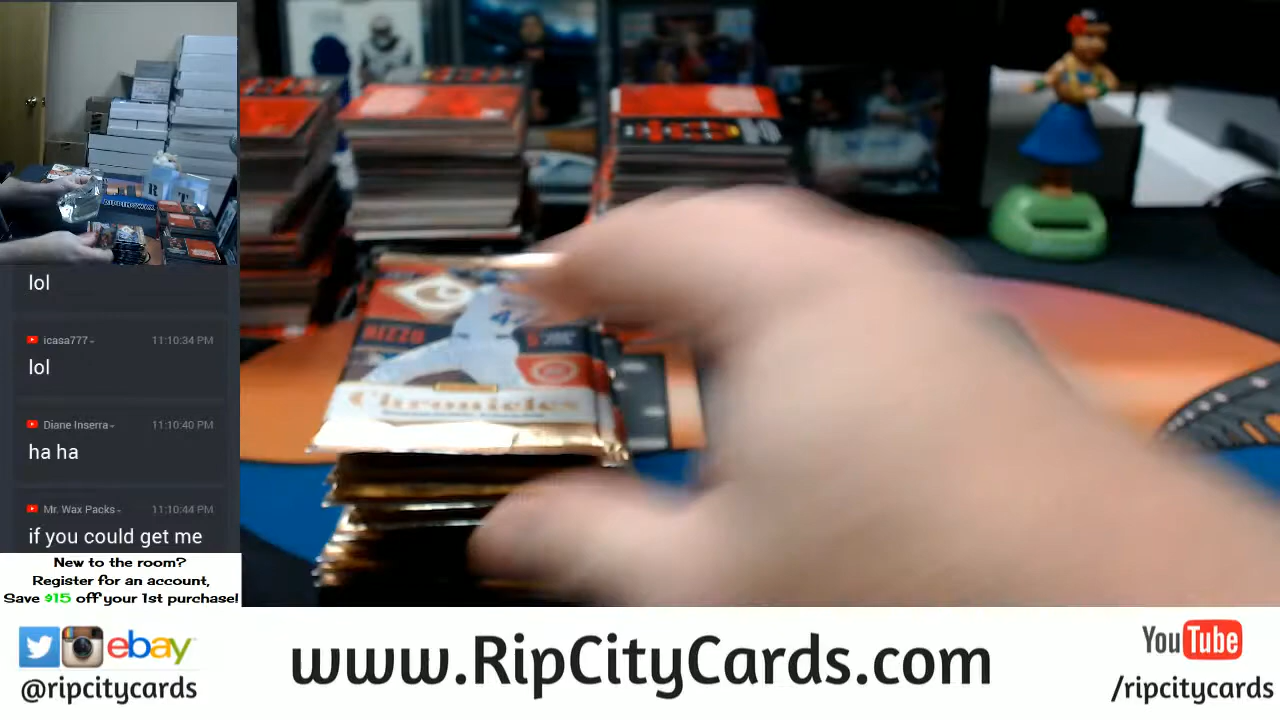 lol
icasa777
11:10:34 PM
lol
Diane Inserra
11:10:40 PM
ha ha
Mr. Wax Packs
11:10:44 PM
if you could get me
New to the room?
Register for an account,
Save $15 off your 1st purchase!
RIZZO
Chronicles
ebay
@ripcitycards
www.RipCityCards.com
YouTube
/ripcitycards